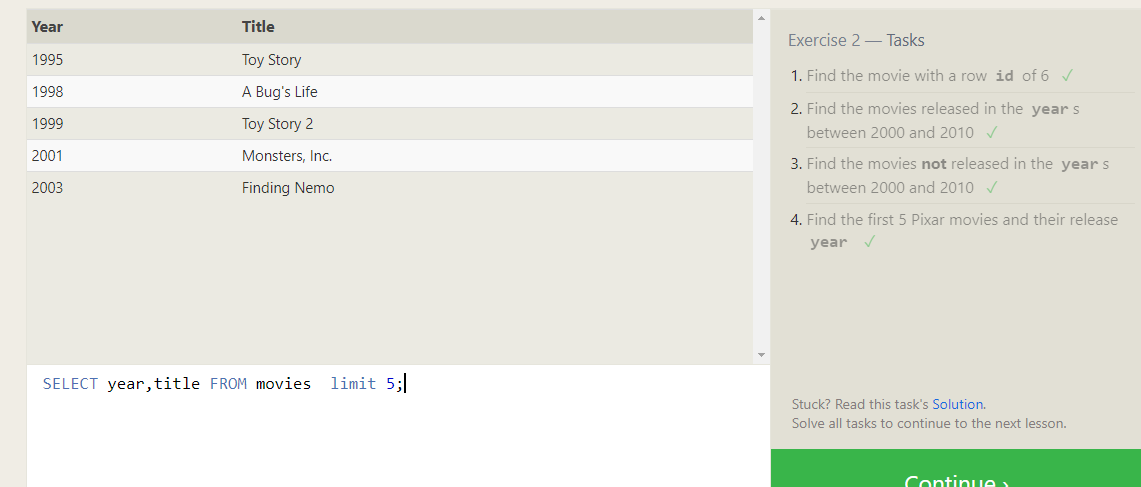 Year Title
1995 Toy Story
1998 A Bug's Life
1999 Toy Story 2
2001 Monsters, Inc.
2003 Finding Nemo
SELECT year,title FROM movies  limit 5;
Exercise 2 — Tasks
1. Find the movie with a row id of 6 ✓
2. Find the movies released in the year s
between 2000 and 2010 ✓
3. Find the movies not released in the year s
between 2000 and 2010 ✓
4. Find the first 5 Pixar movies and their release
year ✓
Stuck? Read this task's Solution.
Solve all tasks to continue to the next lesson.
Continue ›